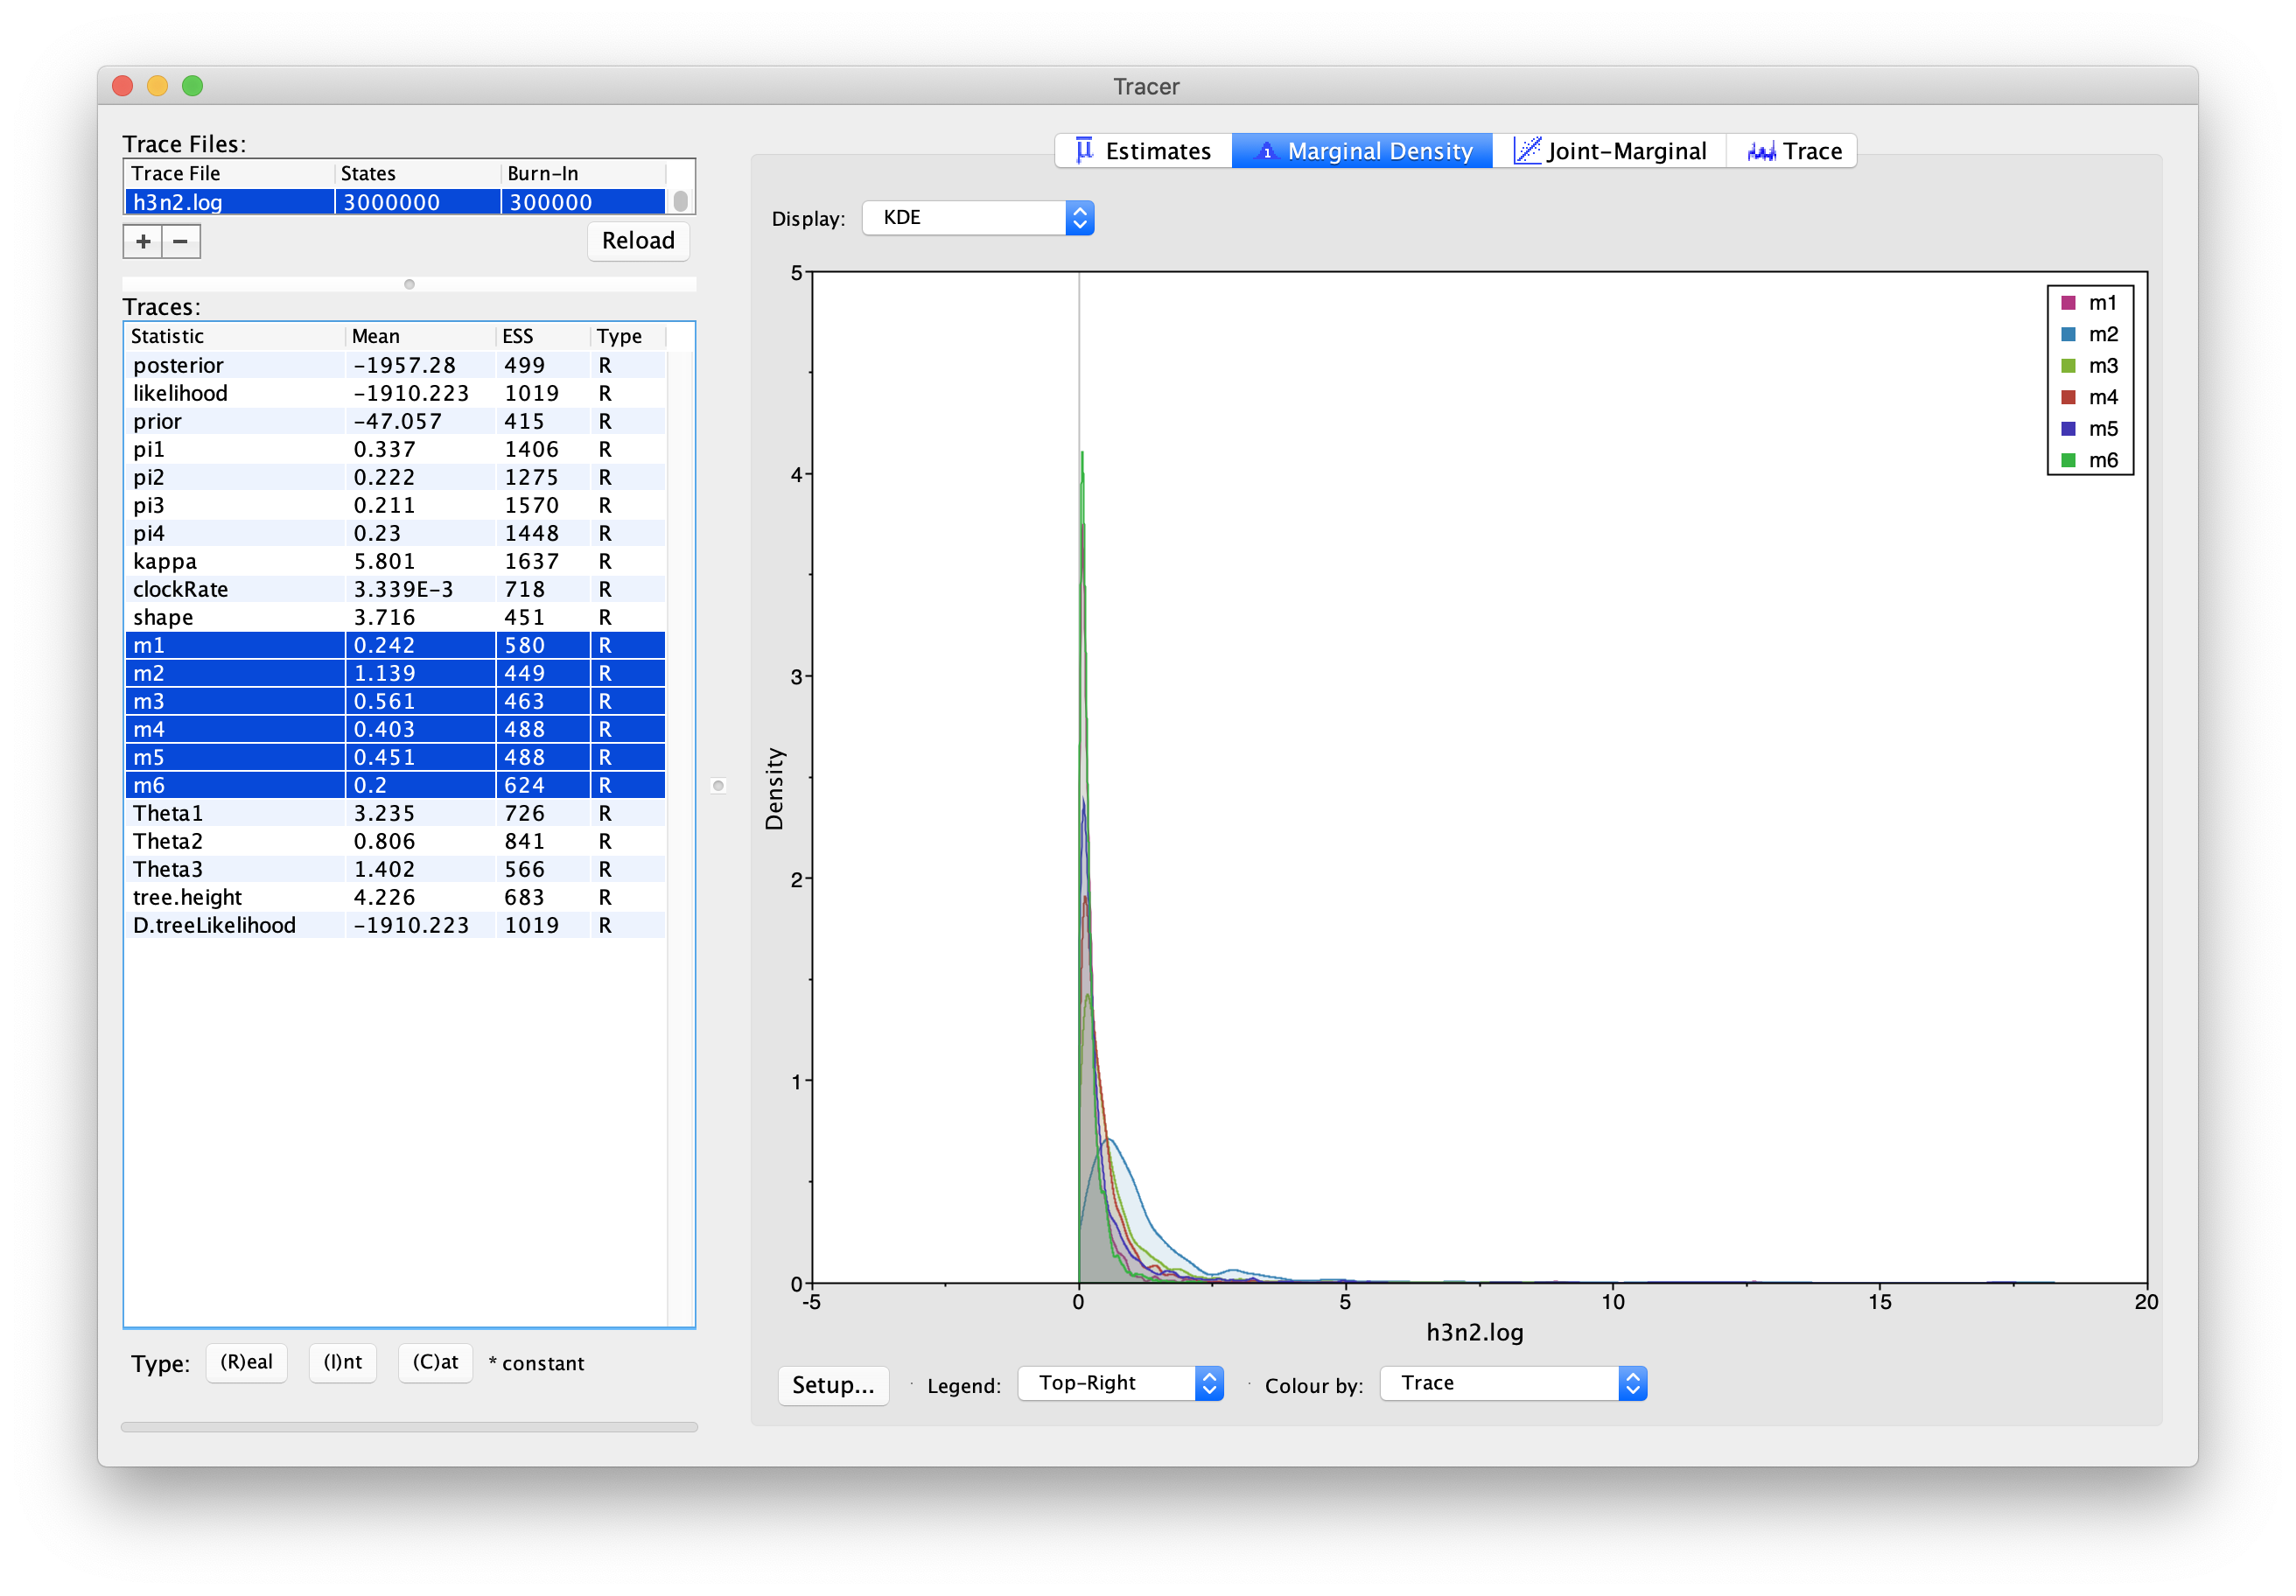 Tracer
Trace Files:
Trace File States Burn-In
h3n2.log 3000000 300000
+ −
Reload
Traces:
Statistic Mean ESS Type
posterior −1957.28 499 R
likelihood −1910.223 1019 R
prior −47.057 415 R
pi1 0.337 1406 R
pi2 0.222 1275 R
pi3 0.211 1570 R
pi4 0.23 1448 R
kappa 5.801 1637 R
clockRate 3.339E−3 718 R
shape 3.716 451 R
m1 0.242 580 R
m2 1.139 449 R
m3 0.561 463 R
m4 0.403 488 R
m5 0.451 488 R
m6 0.2 624 R
Theta1 3.235 726 R
Theta2 0.806 841 R
Theta3 1.402 566 R
tree.height 4.226 683 R
D.treeLikelihood −1910.223 1019 R
Type: (R)eal (I)nt (C)at * constant
Estimates Marginal Density Joint-Marginal Trace
Display: KDE
5
4
3
2
1
0
Density
-5 0 5 10 15 20
h3n2.log
m1
m2
m3
m4
m5
m6
Setup... Legend: Top-Right Colour by: Trace